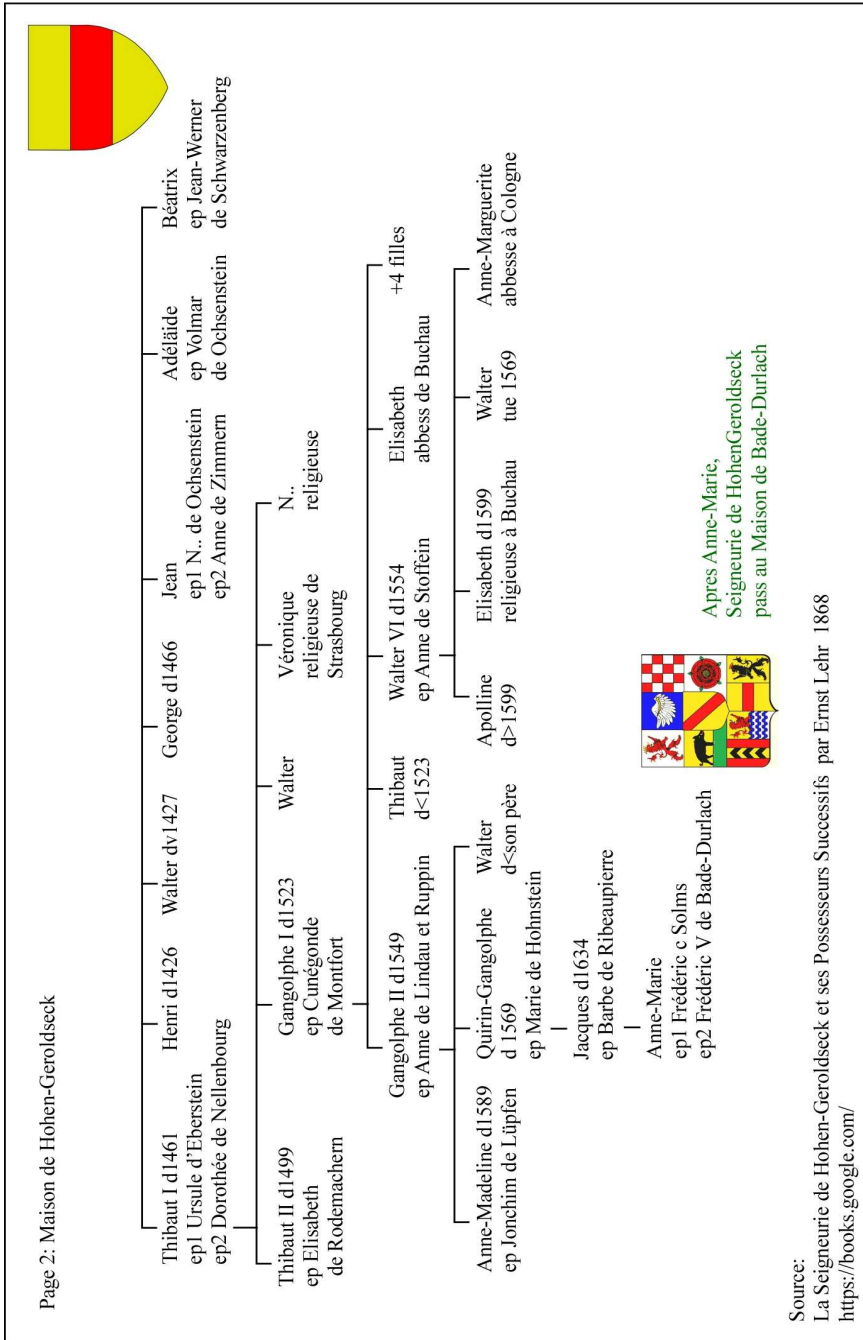 Page 2: Maison de Hohen-Geroldseck
Thibaut I d1461
ep1 Ursule d'Eberstein
ep2 Dorothée de Nellenbourg
Henri d1426
Walter dv1427
George d1466
Jean
ep1 N.. de Ochsenstein
ep2 Anne de Zimmern
Adéläide
ep Volmar
de Ochsenstein
Béatrix
ep Jean-Werner
de Schwarzenberg
Thibaut II d1499
ep Elisabeth
de Rodemachern
Gangolphe I d1523
ep Cunégonde
de Montfort
Walter
Véronique
religieuse de
Strasbourg
N..
religieuse
Gangolphe II d1549
ep Anne de Lindau et Ruppin
Thibaut
d<1523
Walter VI d1554
ep Anne de Stoffein
Elisabeth
abbess de Buchau
+4 filles
Anne-Madeline d1589
ep Jonchim de Lüpfen
Quirin-Gangolphe
d 1569
ep Marie de Hohnstein
Walter
d<son père
Apolline
d>1599
Elisabeth d1599
religieuse à Buchau
Walter
tue 1569
Anne-Marguerite
abbesse à Cologne
Jacques d1634
ep Barbe de Ribeaupierre
Anne-Marie
ep1 Frédéric c Solms
ep2 Frédéric V de Bade-Durlach
Apres Anne-Marie,
Seigneurie de HohenGeroldseck
pass au Maison de Bade-Durlach
Source:
La Seigneurie de Hohen-Geroldseck et ses Possesseurs Successifs par Ernst Lehr 1868
https://books.google.com/